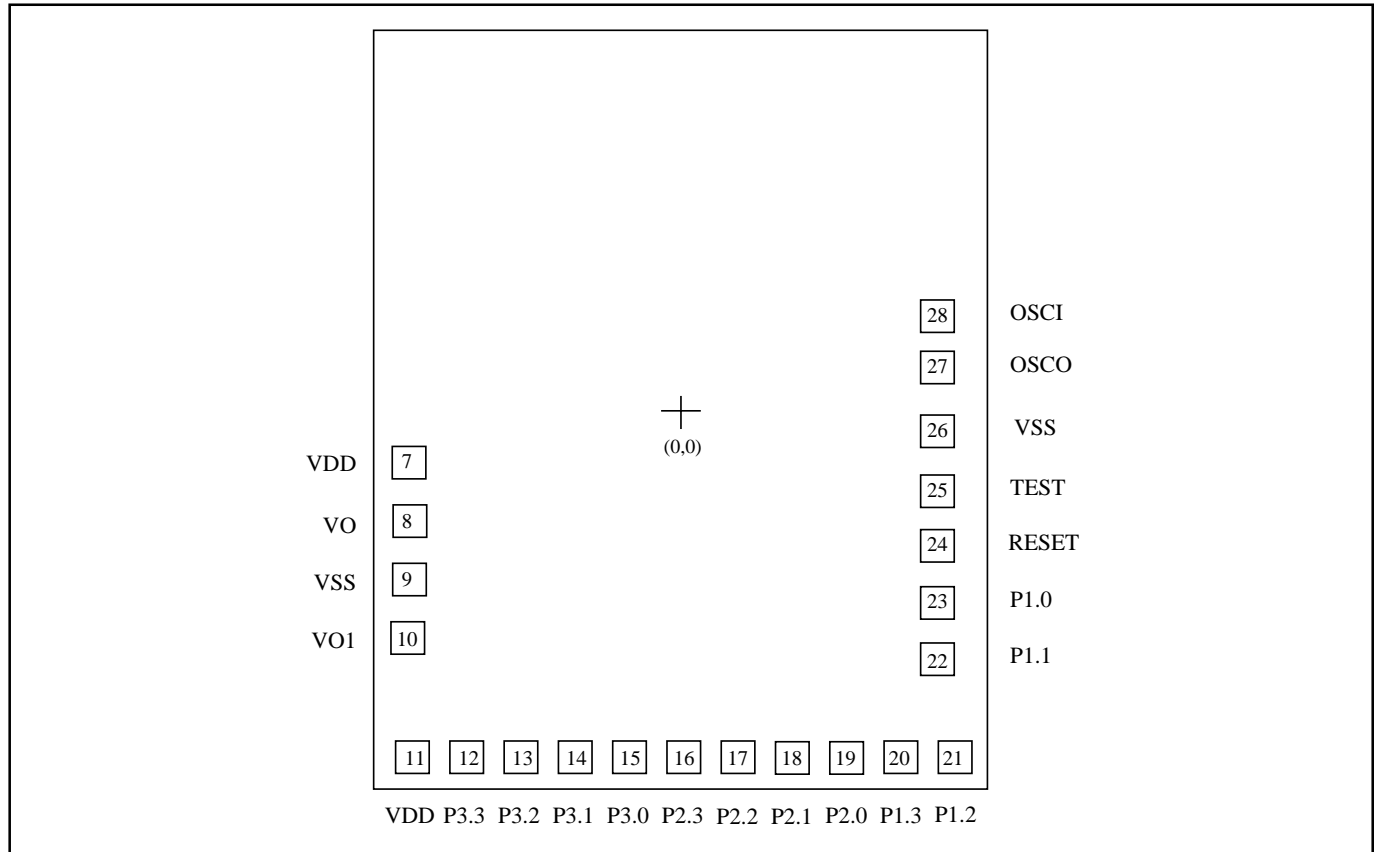 28 OSCI
27 OSCO
26 VSS
(0,0)
VDD 7
25 TEST
VO 8
24 RESET
VSS 9
23 P1.0
VO1 10
22 P1.1
11 12 13 14 15 16 17 18 19 20 21
VDD P3.3 P3.2 P3.1 P3.0 P2.3 P2.2 P2.1 P2.0 P1.3 P1.2